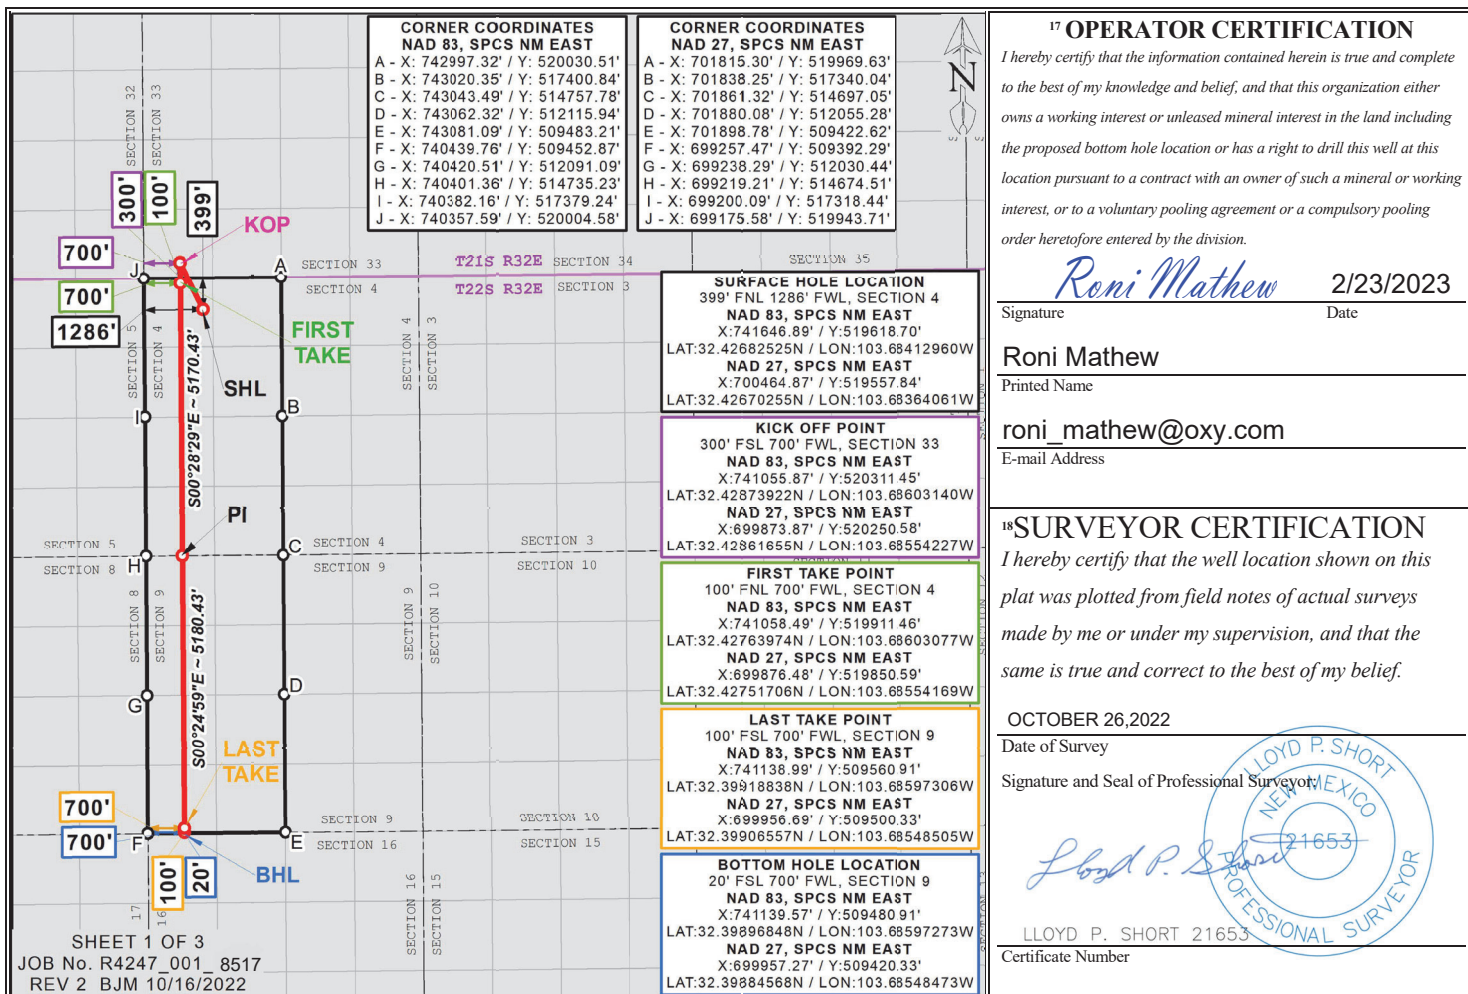 CORNER COORDINATES
NAD 83, SPCS NM EAST
A - X: 742997.32' / Y: 520030.51'
B - X: 743020.35' / Y: 517400.84'
C - X: 743043.49' / Y: 514757.78'
D - X: 743062.32' / Y: 512115.94'
E - X: 743081.09' / Y: 509483.21'
F - X: 740439.76' / Y: 509452.87'
G - X: 740420.51' / Y: 512091.09'
H - X: 740401.36' / Y: 514735.23'
I - X: 740382.16' / Y: 517379.24'
J - X: 740357.59' / Y: 520004.58'
CORNER COORDINATES
NAD 27, SPCS NM EAST
A - X: 701815.30' / Y: 519969.63'
B - X: 701838.25' / Y: 517340.04'
C - X: 701861.32' / Y: 514697.05'
D - X: 701880.08' / Y: 512055.28'
E - X: 701898.78' / Y: 509422.62'
F - X: 699257.47' / Y: 509392.29'
G - X: 699238.29' / Y: 512030.44'
H - X: 699219.21' / Y: 514674.51'
I - X: 699200.09' / Y: 517318.44'
J - X: 699175.58' / Y: 519943.71'
N
SECTION 32
SECTION 33
300'
100'
399'
KOP
700'
J
A
SECTION 33
T21S R32E
SECTION 34
SECTION 35
SECTION 4
T22S R32E
SECTION 3
700'
1286'
FIRST
TAKE
SECTION 5
SECTION 4
SECTION 4
SECTION 3
S00°28'29"E ~ 5170.43'
SHL
I
B
PI
SECTION 5
SECTION 4
SECTION 3
H
C
SECTION 8
SECTION 9
SECTION 10
SECTION 8
SECTION 9
SECTION 9
SECTION 10
S00°24'59"E ~ 5180.43'
G
D
LAST
TAKE
700'
SECTION 9
SECTION 10
700'
F
E
SECTION 16
SECTION 15
100'
20'
BHL
17
16
SECTION 16
SECTION 15
SHEET 1 OF 3
JOB No. R4247_001_ 8517
REV 2 BJM 10/16/2022
SURFACE HOLE LOCATION
399' FNL 1286' FWL, SECTION 4
NAD 83, SPCS NM EAST
X:741646.89' / Y:519618.70'
LAT:32.42682525N / LON:103.68412960W
NAD 27, SPCS NM EAST
X:700464.87' / Y:519557.84'
LAT:32.42670255N / LON:103.68364061W
KICK OFF POINT
300' FSL 700' FWL, SECTION 33
NAD 83, SPCS NM EAST
X:741055.87' / Y:520311.45'
LAT:32.42873922N / LON:103.68603140W
NAD 27, SPCS NM EAST
X:699873.87' / Y:520250.58'
LAT:32.42861655N / LON:103.68554227W
FIRST TAKE POINT
100' FNL 700' FWL, SECTION 4
NAD 83, SPCS NM EAST
X:741058.49' / Y:519911.46'
LAT:32.42763974N / LON:103.68603077W
NAD 27, SPCS NM EAST
X:699876.48' / Y:519850.59'
LAT:32.42751706N / LON:103.68554169W
LAST TAKE POINT
100' FSL 700' FWL, SECTION 9
NAD 83, SPCS NM EAST
X:741138.99' / Y:509560.91'
LAT:32.39918838N / LON:103.68597306W
NAD 27, SPCS NM EAST
X:699956.69' / Y:509500.33'
LAT:32.39906557N / LON:103.68548505W
BOTTOM HOLE LOCATION
20' FSL 700' FWL, SECTION 9
NAD 83, SPCS NM EAST
X:741139.57' / Y:509480.91'
LAT:32.39896848N / LON:103.68597273W
NAD 27, SPCS NM EAST
X:699957.27' / Y:509420.33'
LAT:32.39884568N / LON:103.68548473W
17 OPERATOR CERTIFICATION
I hereby certify that the information contained herein is true and complete
to the best of my knowledge and belief, and that this organization either
owns a working interest or unleased mineral interest in the land including
the proposed bottom hole location or has a right to drill this well at this
location pursuant to a contract with an owner of such a mineral or working
interest, or to a voluntary pooling agreement or a compulsory pooling
order heretofore entered by the division.
Roni Mathew 2/23/2023
Signature Date
Roni Mathew
Printed Name
roni_mathew@oxy.com
E-mail Address
18SURVEYOR CERTIFICATION
I hereby certify that the well location shown on this
plat was plotted from field notes of actual surveys
made by me or under my supervision, and that the
same is true and correct to the best of my belief.
OCTOBER 26,2022
Date of Survey
Signature and Seal of Professional Surveyor:
LLOYD P. SHORT
NEW MEXICO
21653
PROFESSIONAL SURVEYOR
Lloyd P. Short
LLOYD P. SHORT 21653
Certificate Number